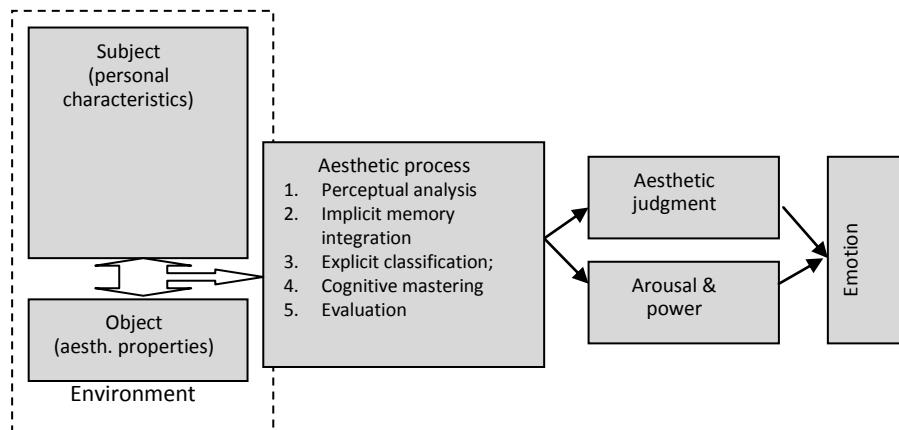 Subject
(personal
characteristics)
Object
(aesth. properties)
Environment
Aesthetic process
1. Perceptual analysis
2. Implicit memory
integration
3. Explicit classification;
4. Cognitive mastering
5. Evaluation
Aesthetic
judgment
Arousal &
power
Emotion